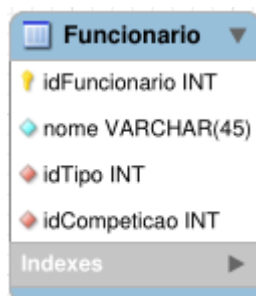 Funcionario
idFuncionario INT
nome VARCHAR(45)
idTipo INT
idCompeticao INT
Indexes